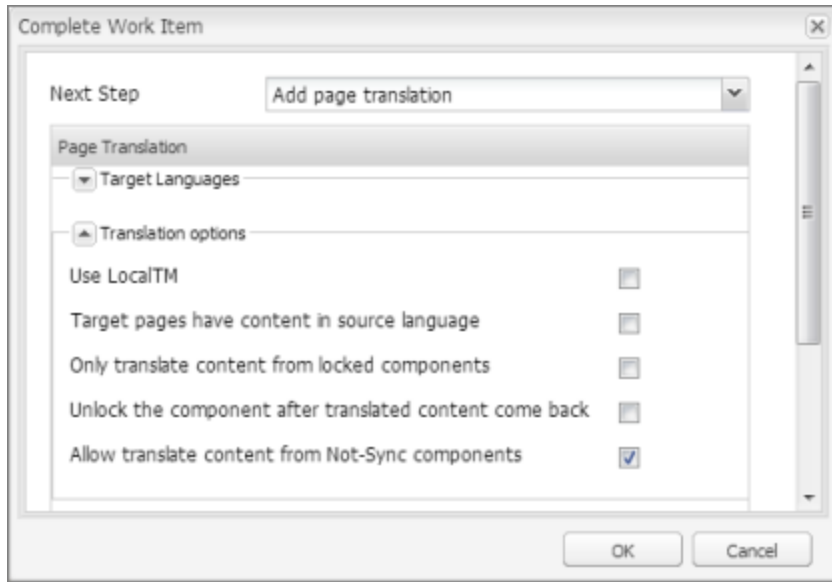 Complete Work Item
Next Step Add page translation
Page Translation
Target Languages
Translation options
Use LocalTM
Target pages have content in source language
Only translate content from locked components
Unlock the component after translated content come back
Allow translate content from Not-Sync components
OK Cancel